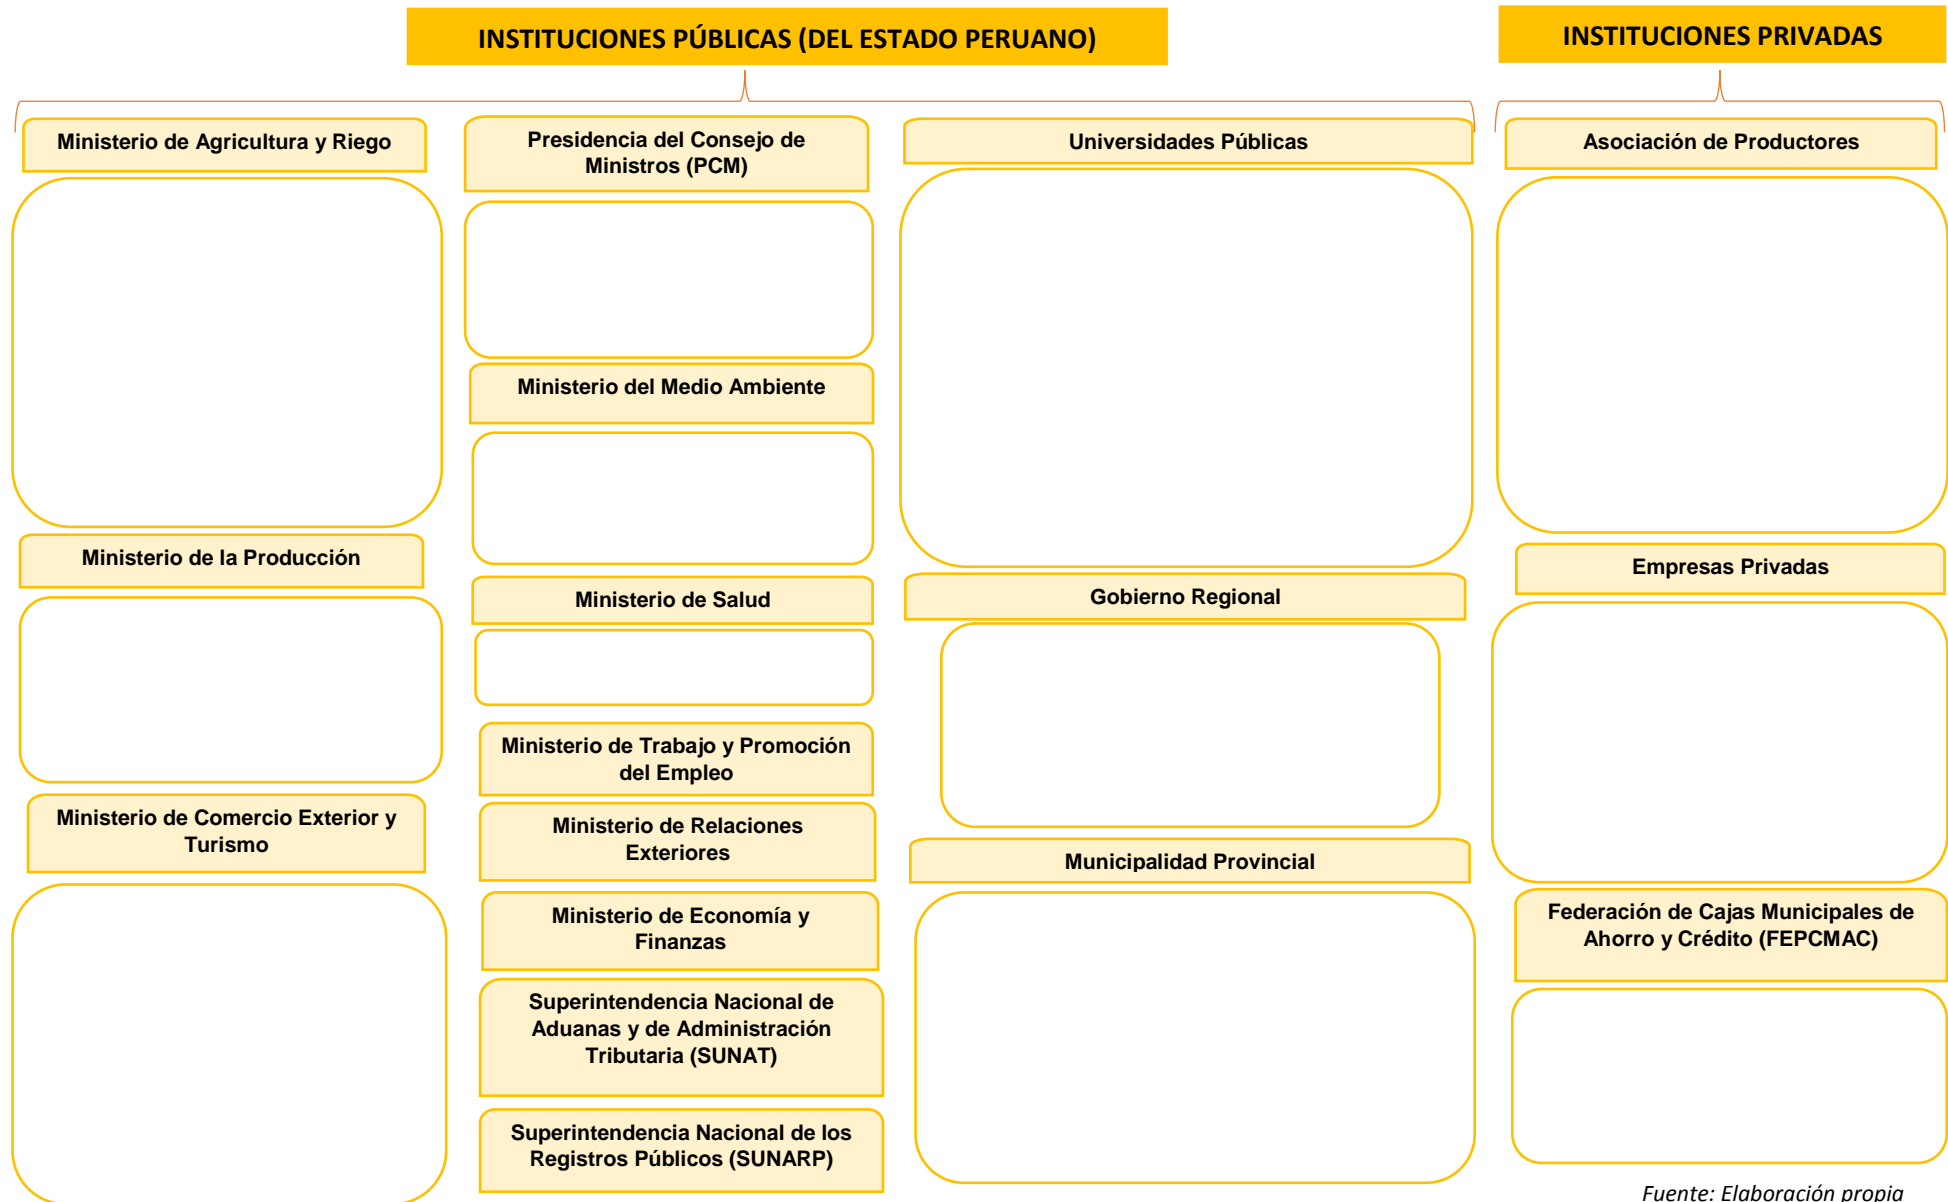 INSTITUCIONES PÚBLICAS (DEL ESTADO PERUANO)
INSTITUCIONES PRIVADAS
Ministerio de Agricultura y Riego
Ministerio de la Producción
Ministerio de Comercio Exterior y
Turismo
Presidencia del Consejo de
Ministros (PCM)
Ministerio del Medio Ambiente
Ministerio de Salud
Ministerio de Trabajo y Promoción
del Empleo
Ministerio de Relaciones
Exteriores
Ministerio de Economía y
Finanzas
Superintendencia Nacional de
Aduanas y de Administración
Tributaria (SUNAT)
Superintendencia Nacional de los
Registros Públicos (SUNARP)
Universidades Públicas
Gobierno Regional
Municipalidad Provincial
Asociación de Productores
Empresas Privadas
Federación de Cajas Municipales de
Ahorro y Crédito (FEPCMAC)
Fuente: Elaboración propia